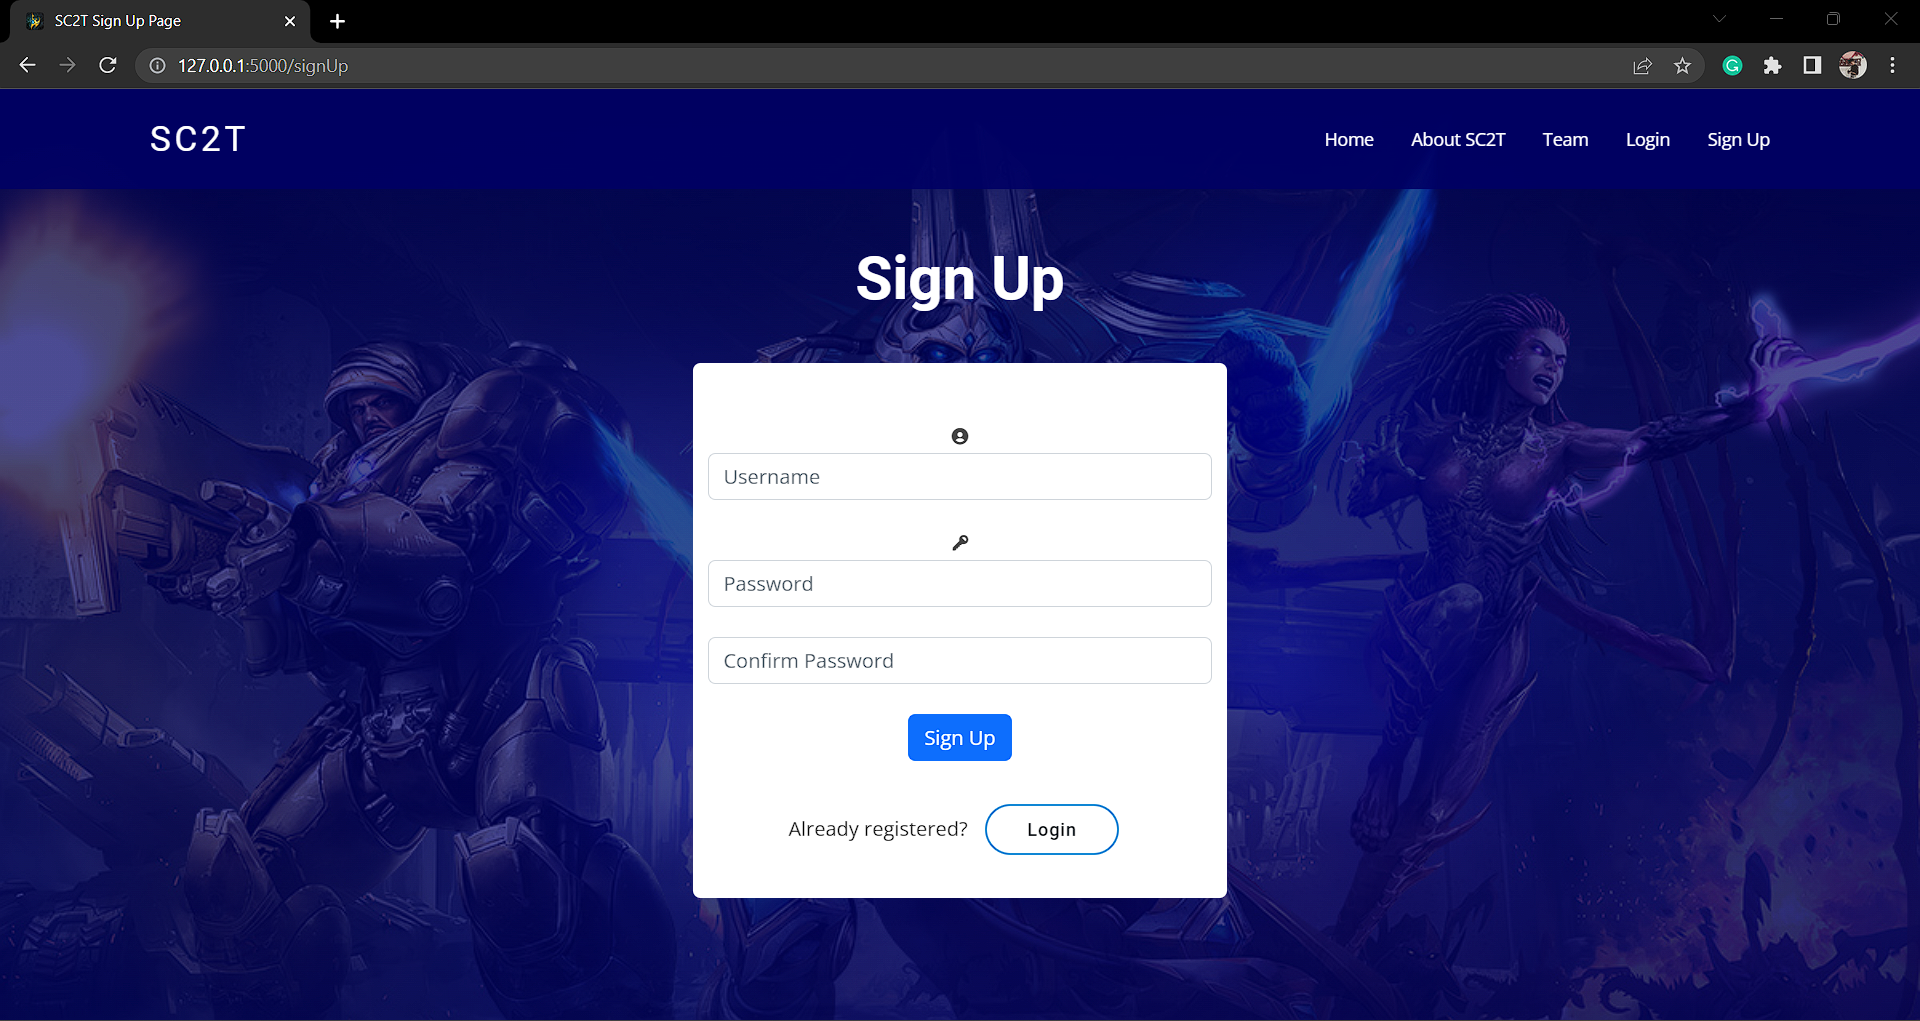 SC2T Sign Up Page
127.0.0.1:5000/signUp
SC2T
Home About SC2T Team Login Sign Up
Sign Up
Username
Password
Confirm Password
Sign Up
Already registered? Login